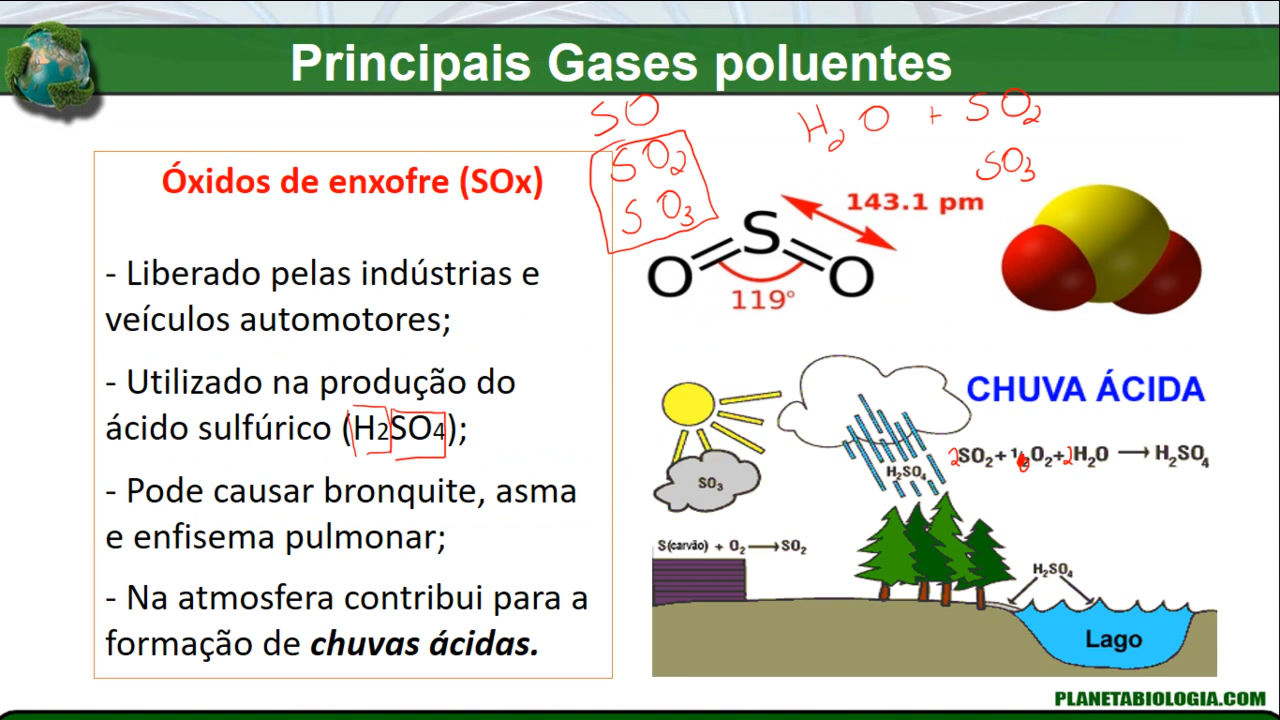 Principais Gases poluentes
SO
SO2
SO3
H2O + SO2
SO3
Óxidos de enxofre (SOx)
- Liberado pelas indústrias e
veículos automotores;
- Utilizado na produção do
ácido sulfúrico (H2SO4);
- Pode causar bronquite, asma
e enfisema pulmonar;
- Na atmosfera contribui para a
formação de chuvas ácidas.
143.1 pm
S
O O
119°
CHUVA ÁCIDA
2SO2 + O2 + 2H2O → H2SO4
H2SO4
SO3
S(carvão) + O2 → SO2
H2SO4
Lago
PLANETABIOLOGIA.COM